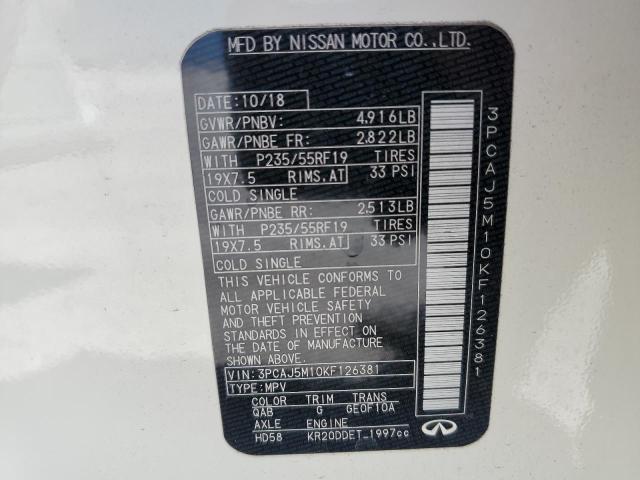 MFD BY NISSAN MOTOR CO.,LTD.
DATE: 10/18
GVWR/PNBV: 4,916LB
GAWR/PNBE FR: 2,822LB
WITH P235/55RF19 TIRES
19X7.5 RIMS.AT 33 PSI
COLD SINGLE
GAWR/PNBE RR: 2,513LB
WITH P235/55RF19 TIRES
19X7.5 RIMS.AT 33 PSI
COLD SINGLE
THIS VEHICLE CONFORMS TO
ALL APPLICABLE FEDERAL
MOTOR VEHICLE SAFETY
AND THEFT PREVENTION
STANDARDS IN EFFECT ON
THE DATE OF MANUFACTURE
SHOWN ABOVE.
VIN: 3PCAJ5M10KF126381
TYPE: MPV
COLOR TRIM TRANS
QAB G GE0F10A
AXLE ENGINE
HD58 KR20DDET_1997cc
3PCAJ5M10KF126381